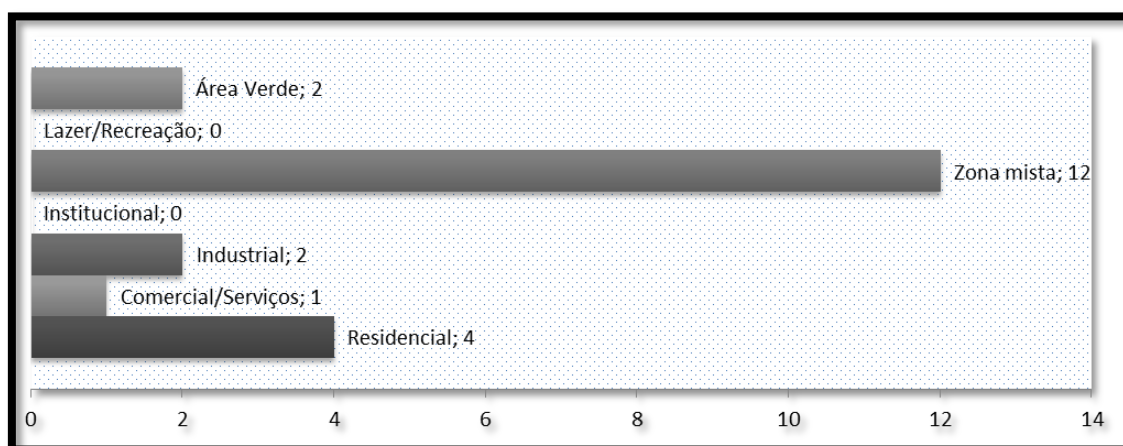 Área Verde; 2
Lazer/Recreação; 0
Zona mista; 12
Institucional; 0
Industrial; 2
Comercial/Serviços; 1
Residencial; 4
0 2 4 6 8 10 12 14